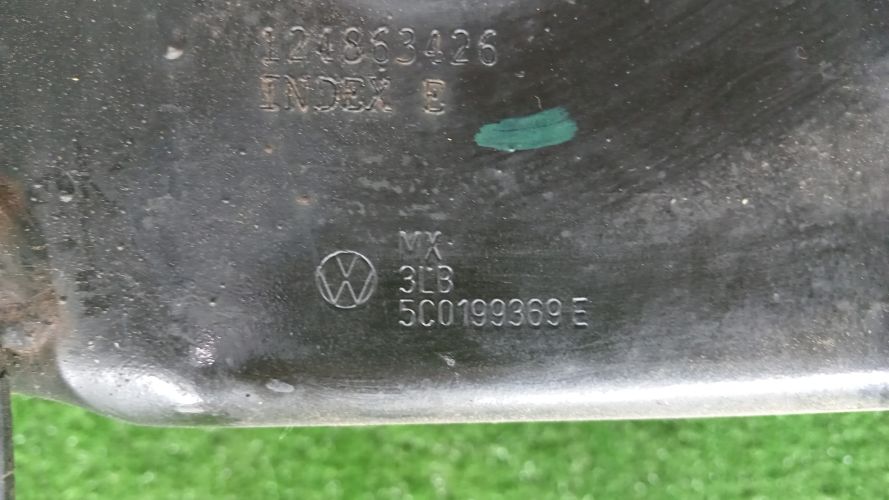 124863426
INDEX E
MX
3LB
5C0199369 E